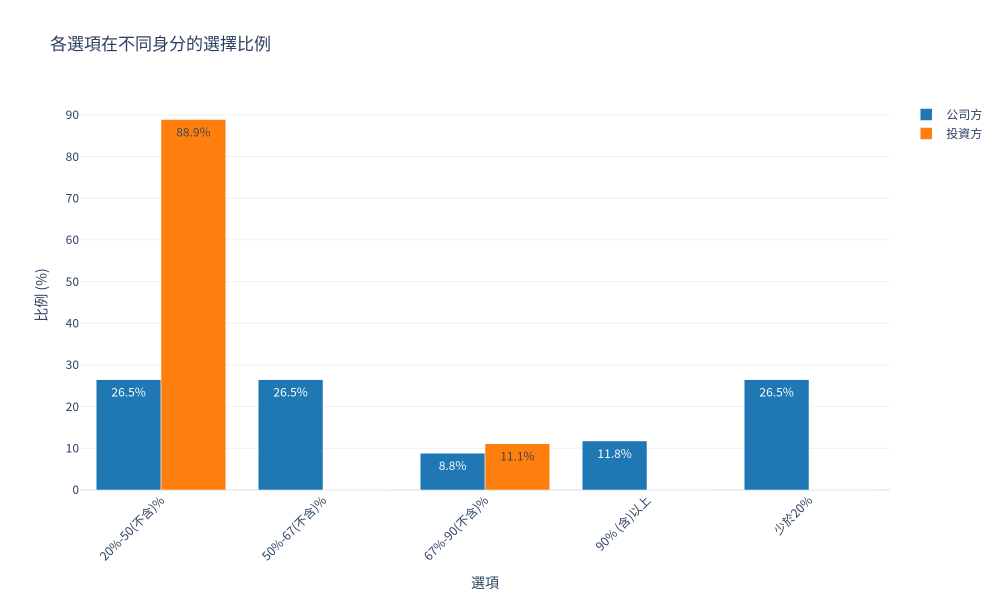 各選項在不同身分的選擇比例
公司方
投資方
比例 (%)
90
80
70
60
50
40
30
20
10
0
26.5%
88.9%
26.5%
8.8%
11.1%
11.8%
26.5%
20%-50(不含)%
50%-67(不含)%
67%-90(不含)%
90% (含)以上
少於20%
選項